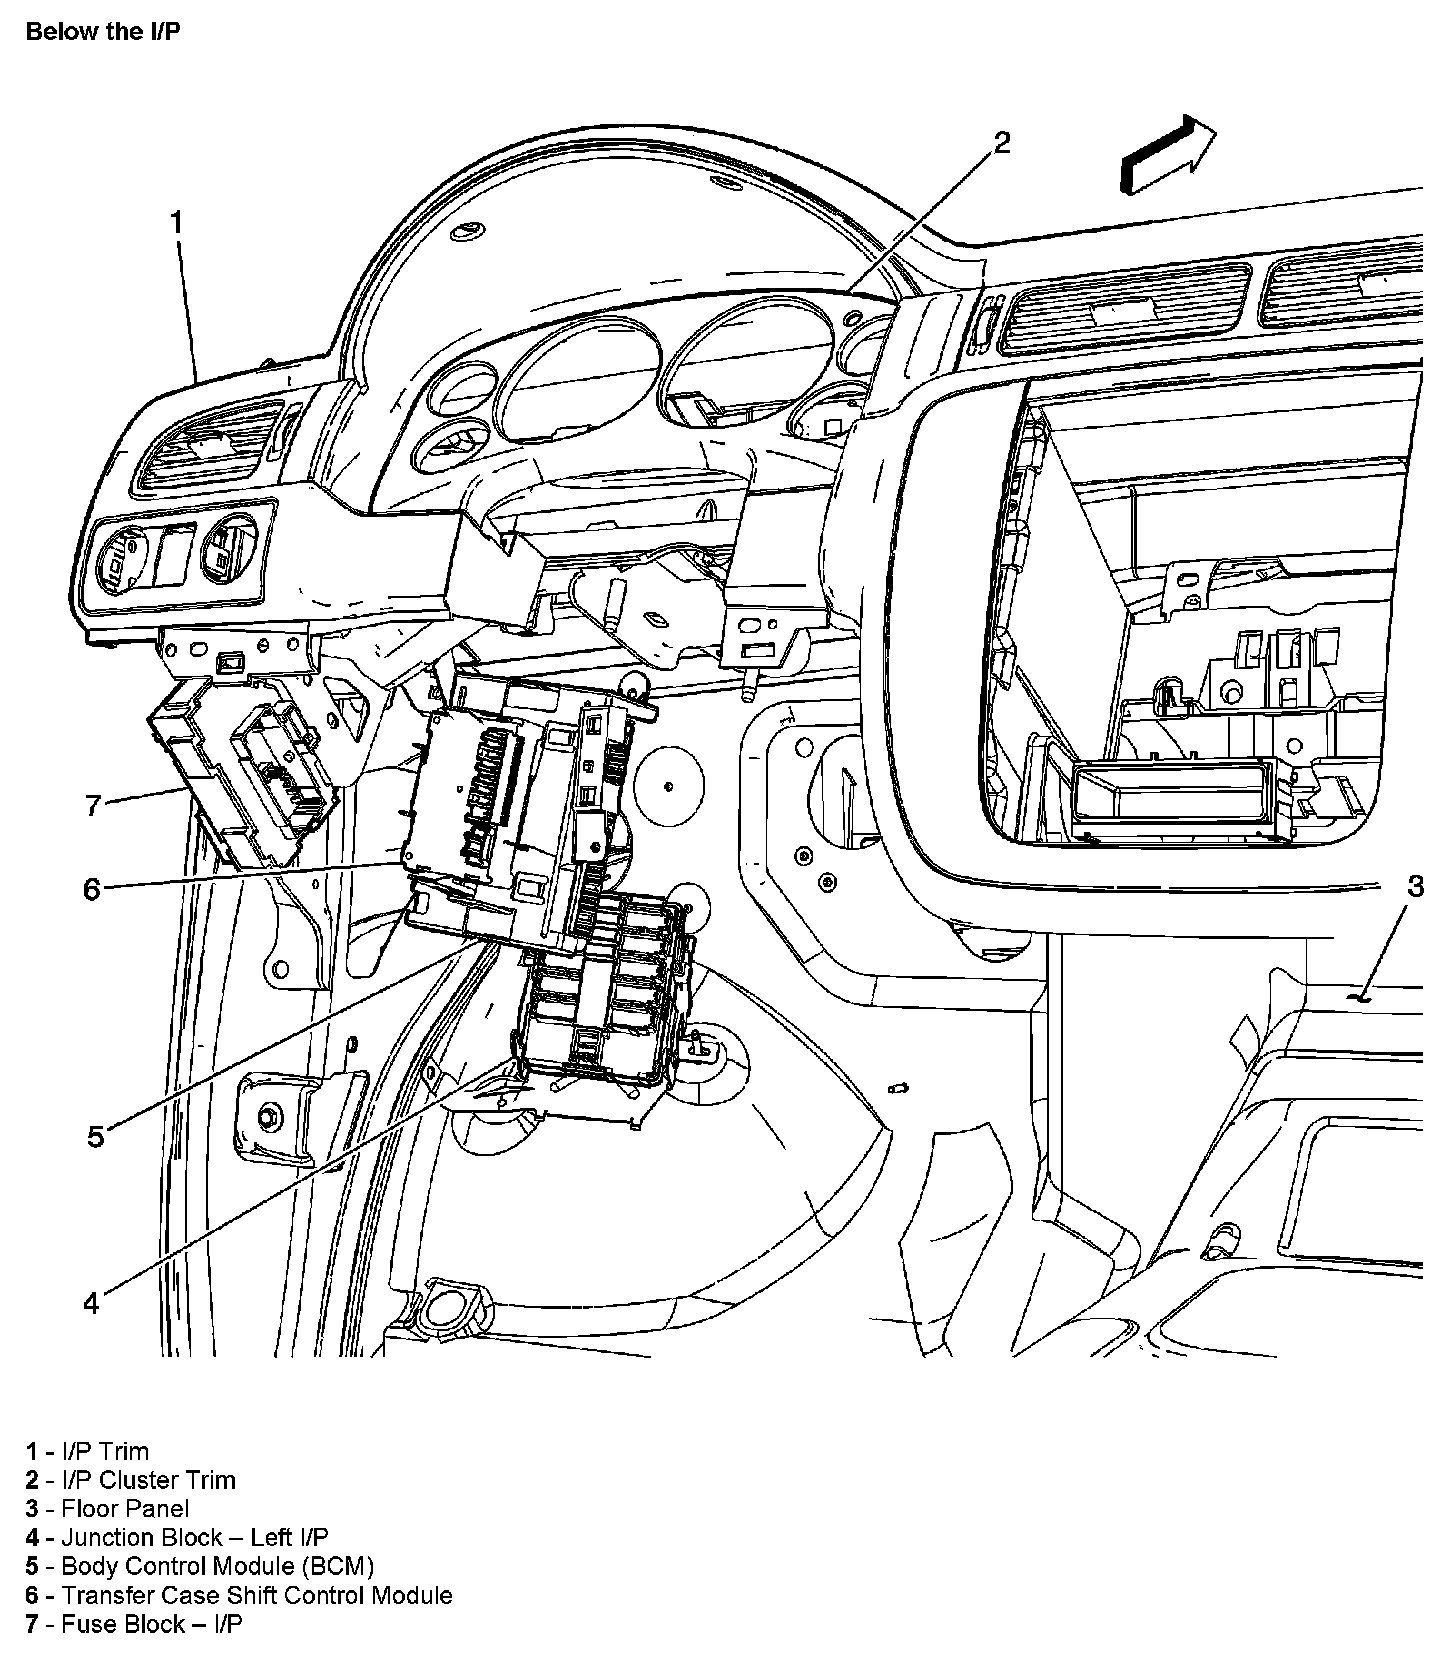 Below the I/P
2
1
7
6
3
5
4
1 - I/P Trim
2 - I/P Cluster Trim
3 - Floor Panel
4 - Junction Block – Left I/P
5 - Body Control Module (BCM)
6 - Transfer Case Shift Control Module
7 - Fuse Block – I/P